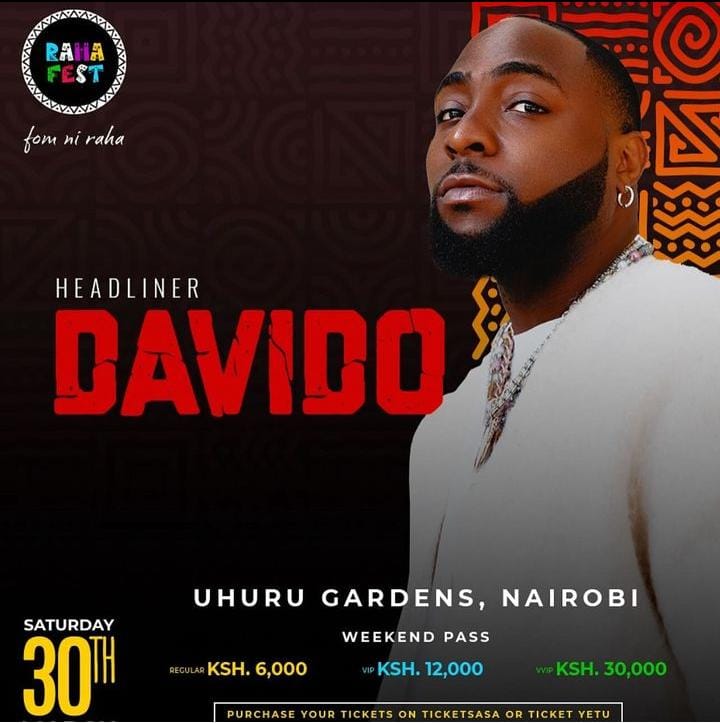 RAHA
FEST
fom ni raha
HEADLINER
DAVIDO
UHURU GARDENS, NAIROBI
WEEKEND PASS
SATURDAY
30TH
REGULAR KSH. 6,000 VIP KSH. 12,000 VVIP KSH. 30,000
PURCHASE YOUR TICKETS ON TICKETSASA OR TICKET YETU